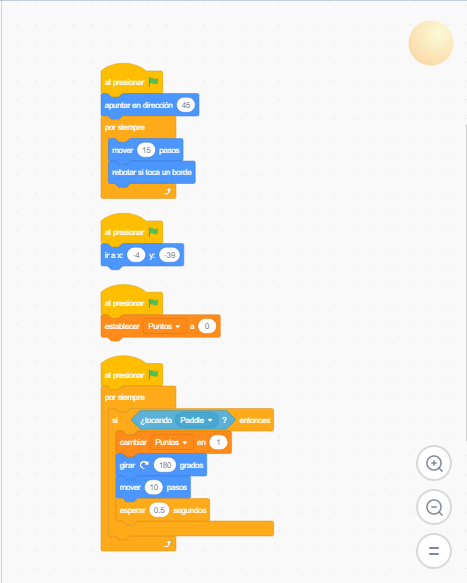 al presionar
apuntar en dirección 45
por siempre
mover 15 pasos
rebotar si toca un borde
al presionar
ir a x: -4 y: -39
al presionar
establecer Puntos a 0
al presionar
por siempre
si ¿tocando Paddle ? entonces
cambiar Puntos en 1
girar 180 grados
mover 10 pasos
esperar 0.5 segundos